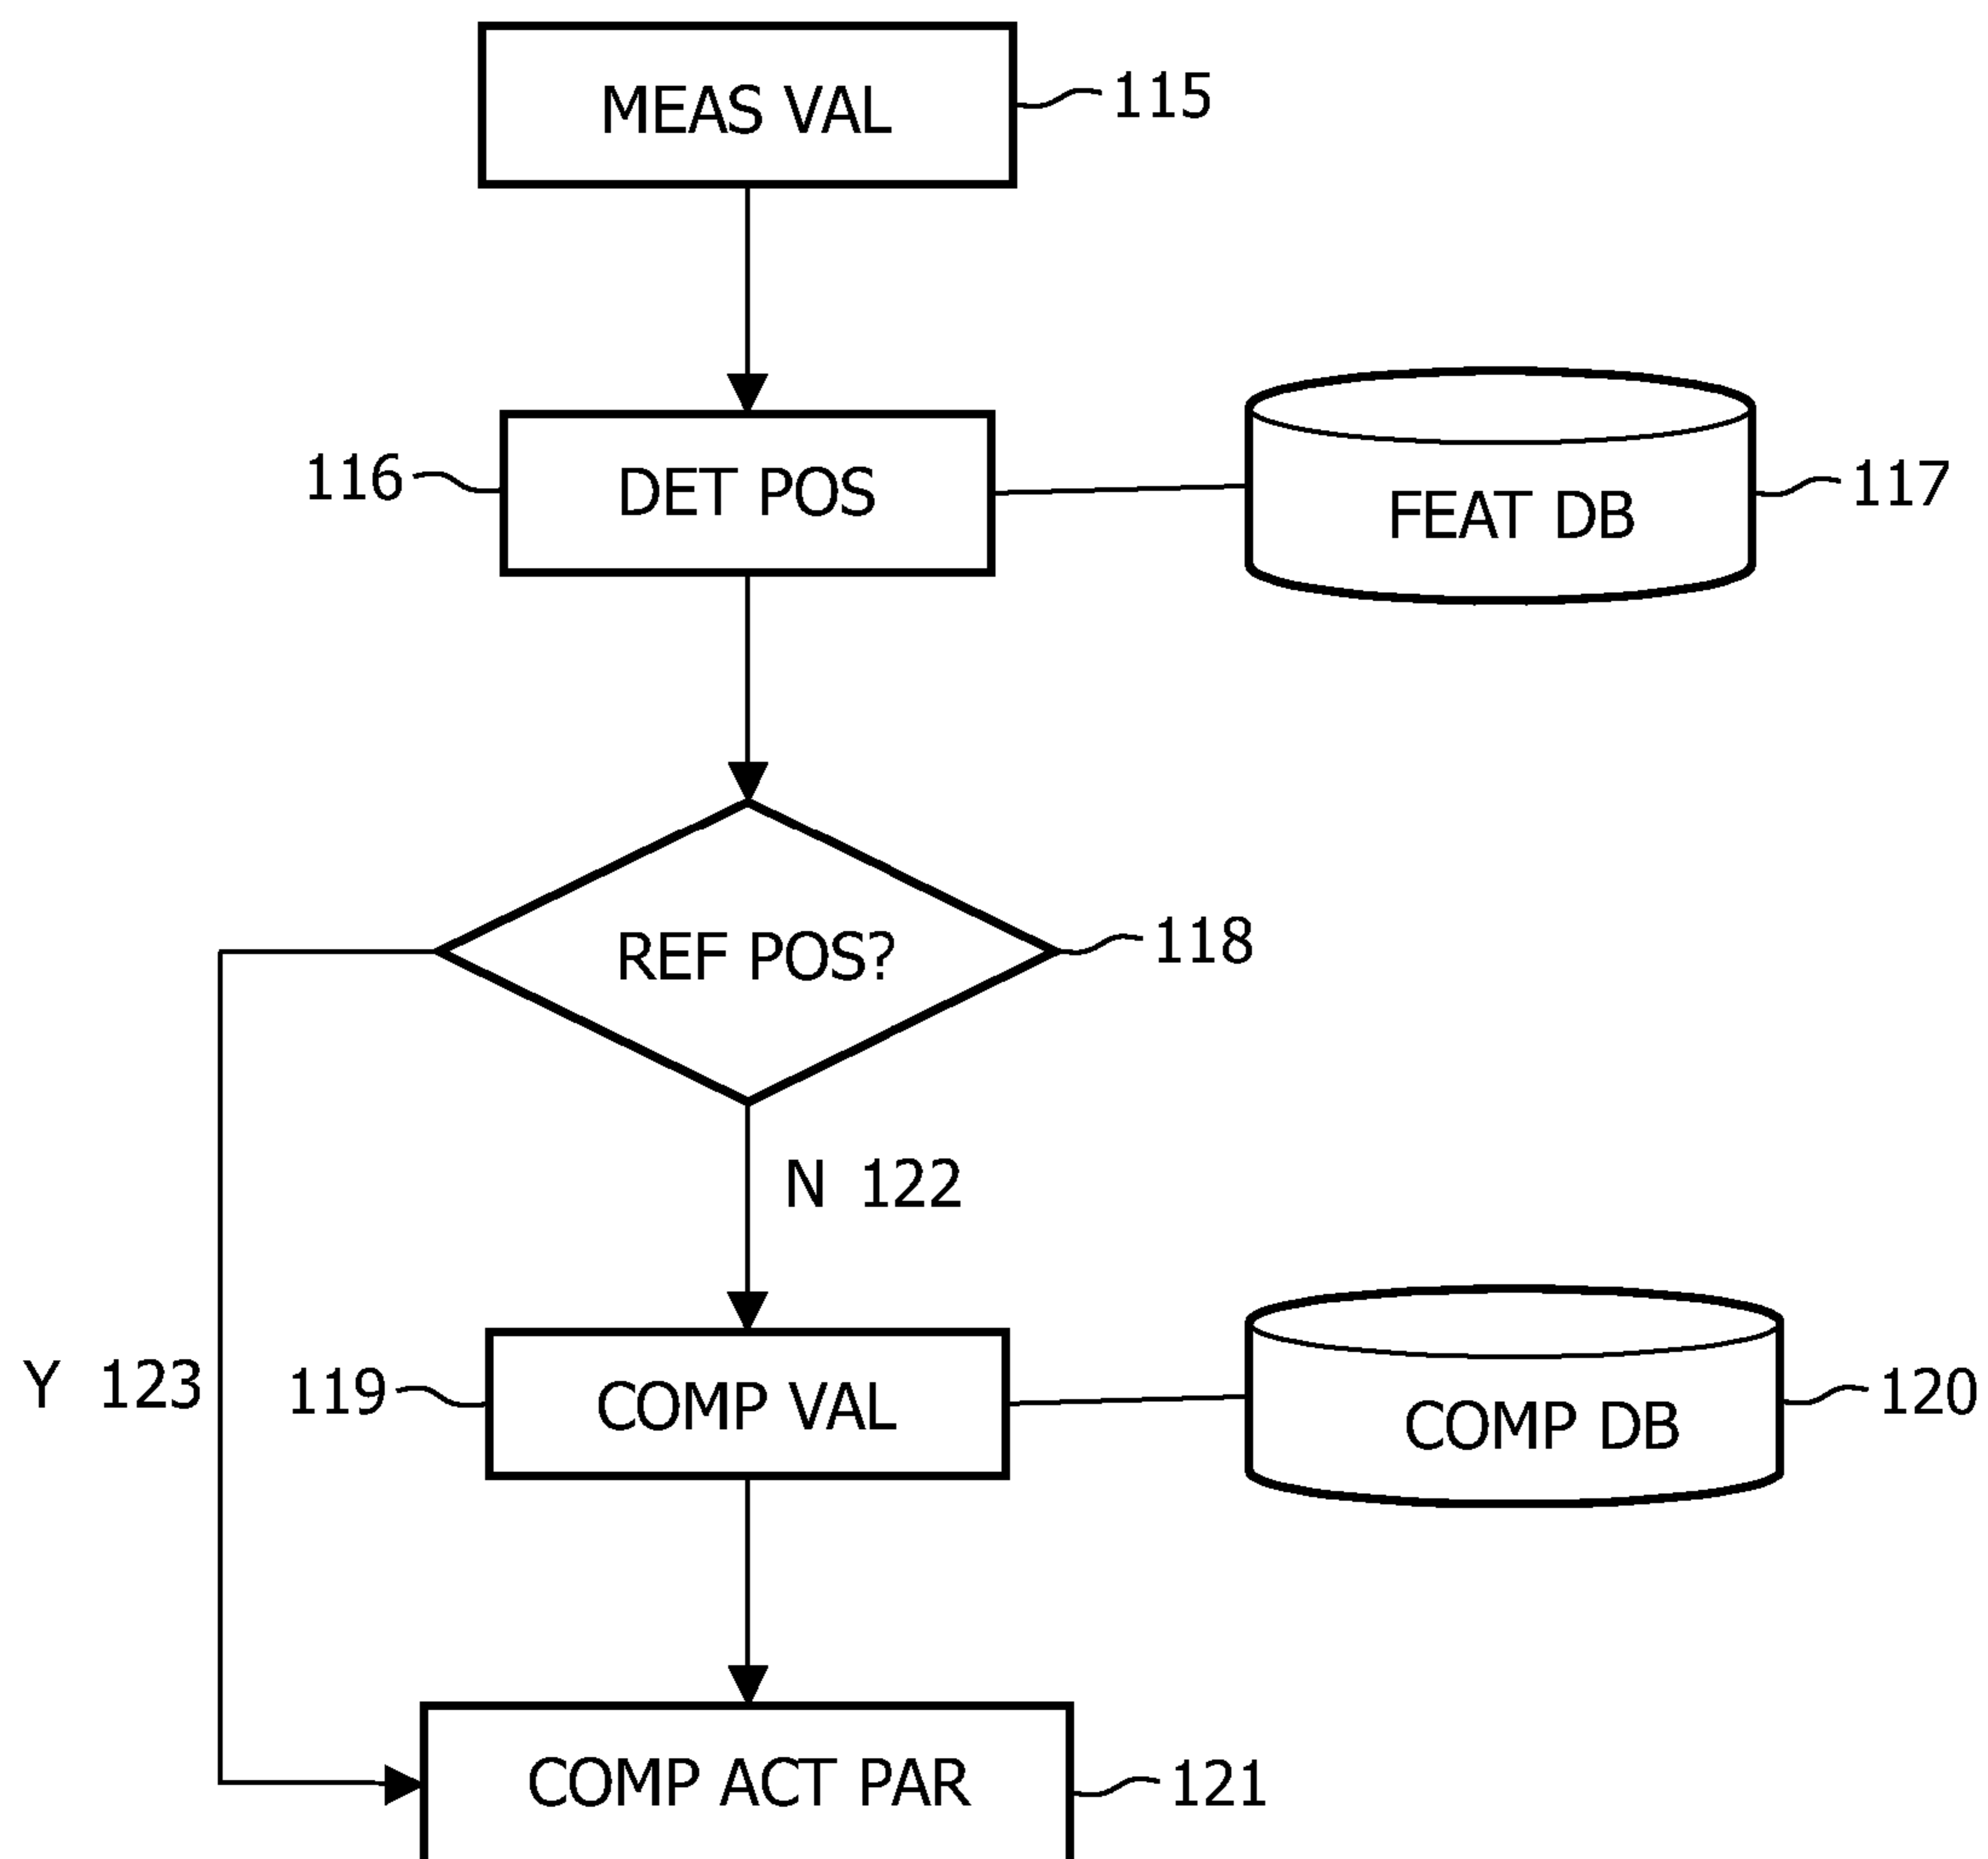 MEAS VAL
115
116
DET POS
FEAT DB
117
REF POS?
118
N 122
Y 123
119
COMP VAL
COMP DB
120
COMP ACT PAR
121